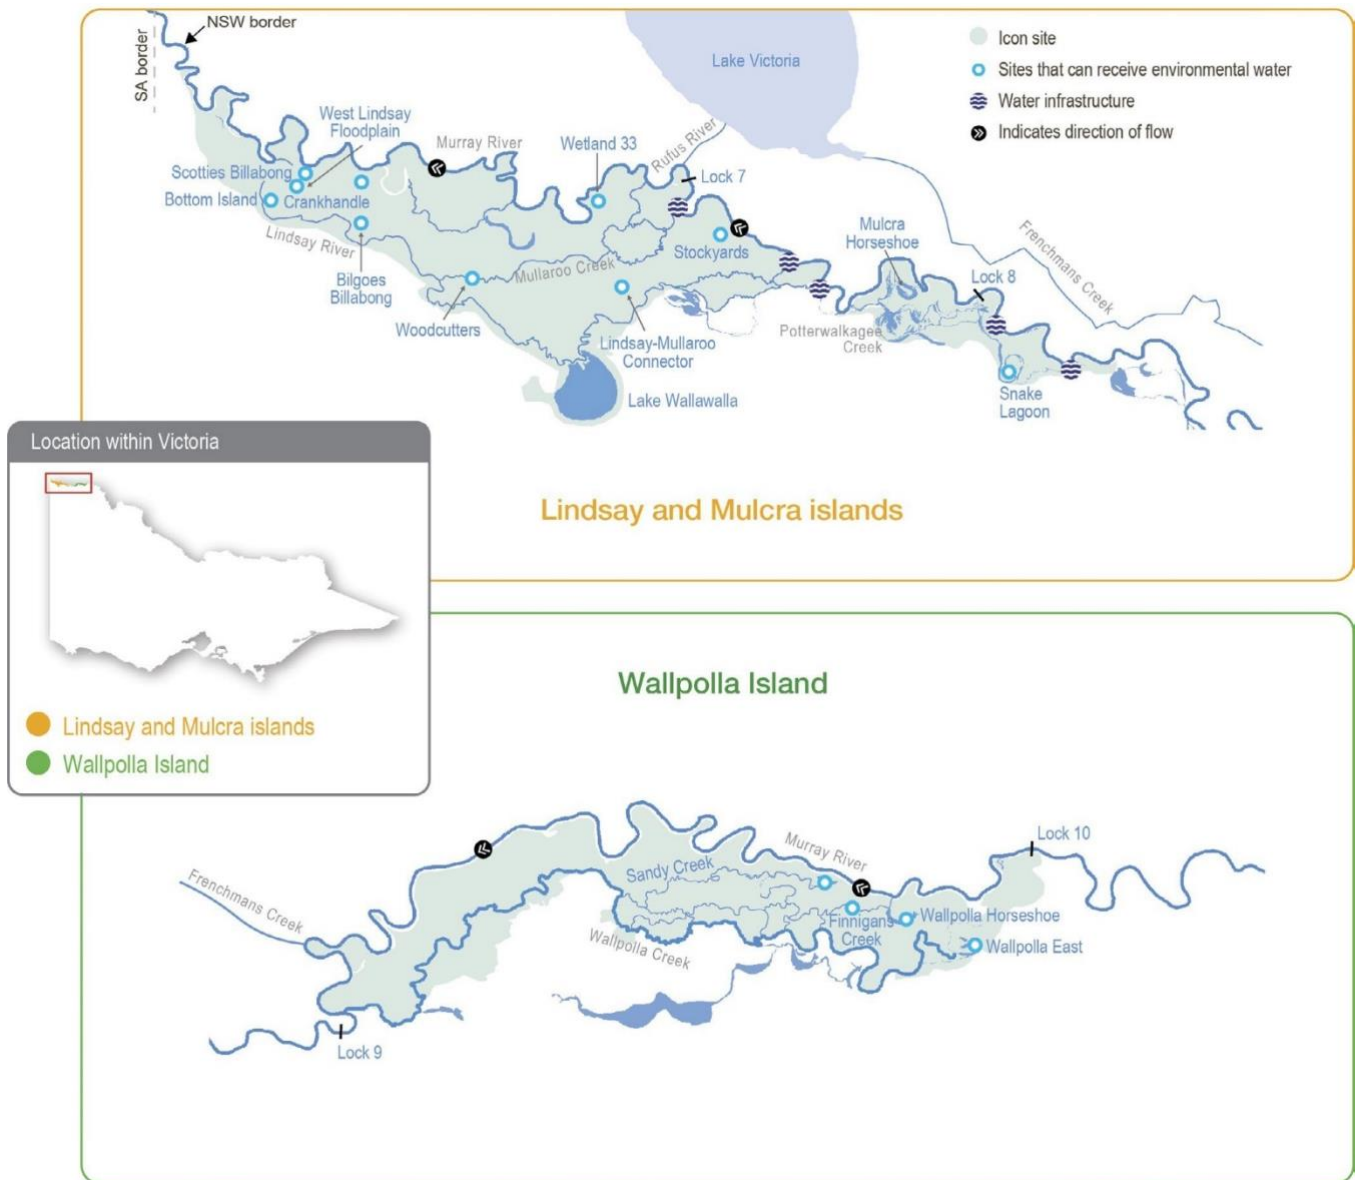 NSW border
SA border
Lake Victoria
Icon site
Sites that can receive environmental water
Water infrastructure
Indicates direction of flow
West Lindsay
Floodplain
Murray River
Wetland 33
Rufus River
Lock 7
Scotties Billabong
Bottom Island
Crankhandle
Lindsay River
Bilgoes
Billabong
Mullaroo Creek
Woodcutters
Stockyards
Lindsay-Mullaroo
Connector
Lake Wallawalla
Mulcra
Horseshoe
Lock 8
Frenchmans Creek
Potterwalkagee
Creek
Snake
Lagoon
Lindsay and Mulcra islands
Location within Victoria
Lindsay and Mulcra islands
Wallpolla Island
Wallpolla Island
Lock 10
Murray River
Sandy Creek
Frenchmans Creek
Finnigans
Creek
Wallpolla Horseshoe
Wallpolla East
Wallpolla Creek
Lock 9